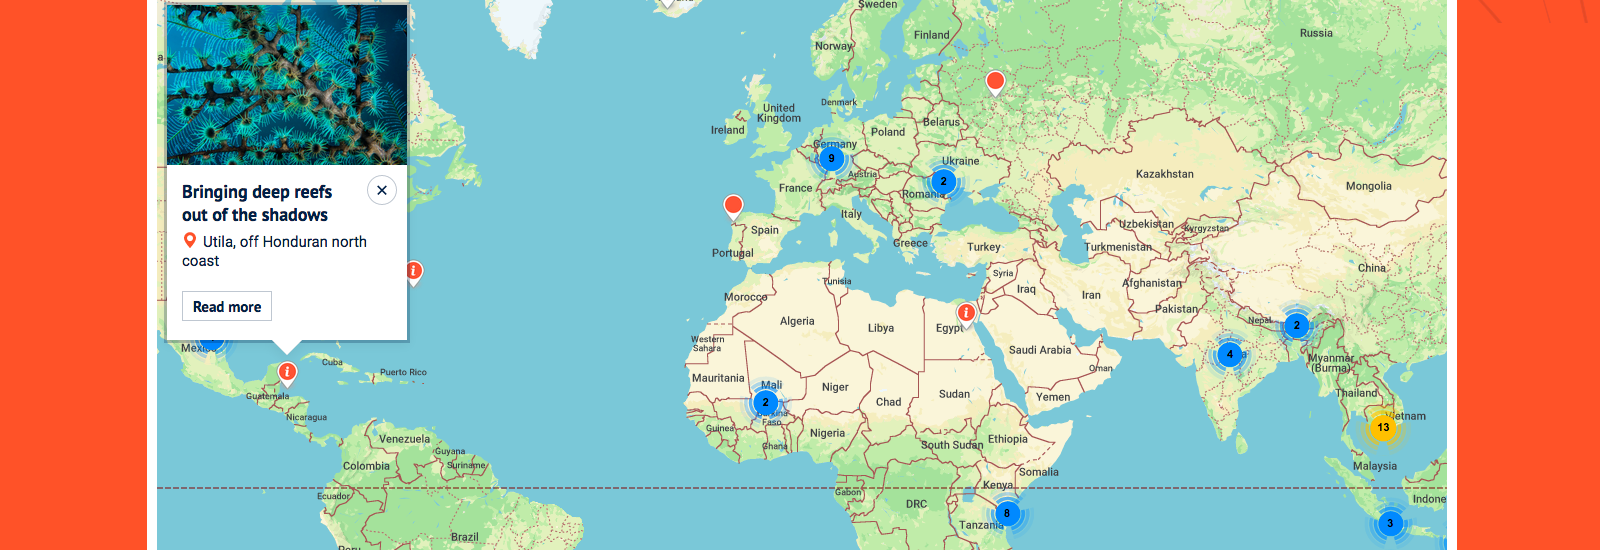 Bringing deep reefs
out of the shadows
Utila, off Honduran north
coast
Read more
Sweden
Finland
Norway
Russia
Denmark
United
Kingdom
Ireland
Belarus
Poland
Germany
9
Ukraine
Austria
2
France
Romania
Kazakhstan
Mongolia
Italy
Spain
Uzbekistan
Kyrgyzstan
Greece
Turkey
Turkmenistan
Portugal
Syria
China
Tunisia
Afghanistan
Iraq
Iran
Morocco
Pakistan
i
i
Algeria
Libya
Egypt
Nepal
2
Western
Sahara
Saudi Arabia
4
Myanmar
(Burma)
Cuba
Oman
i
Puerto Rico
Mauritania
Mali
Niger
Guatemala
Chad
Sudan
Yemen
Thailand
2
Burkina
Faso
Nicaragua
Vietnam
13
Guinea
Nigeria
Venezuela
Ghana
South Sudan
Ethiopia
Guyana
Suriname
Colombia
Malaysia
Somalia
Kenya
Ecuador
Gabon
DRC
Indone
8
Tanzania
3
Brazil
Peru